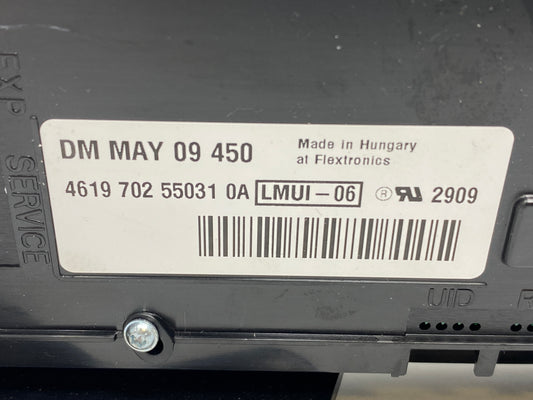 EXP SERVICE
DM MAY 09 450
Made in Hungary
at Flextronics
4619 702 55031 0A LMUI-06 ® RU 2909
UID